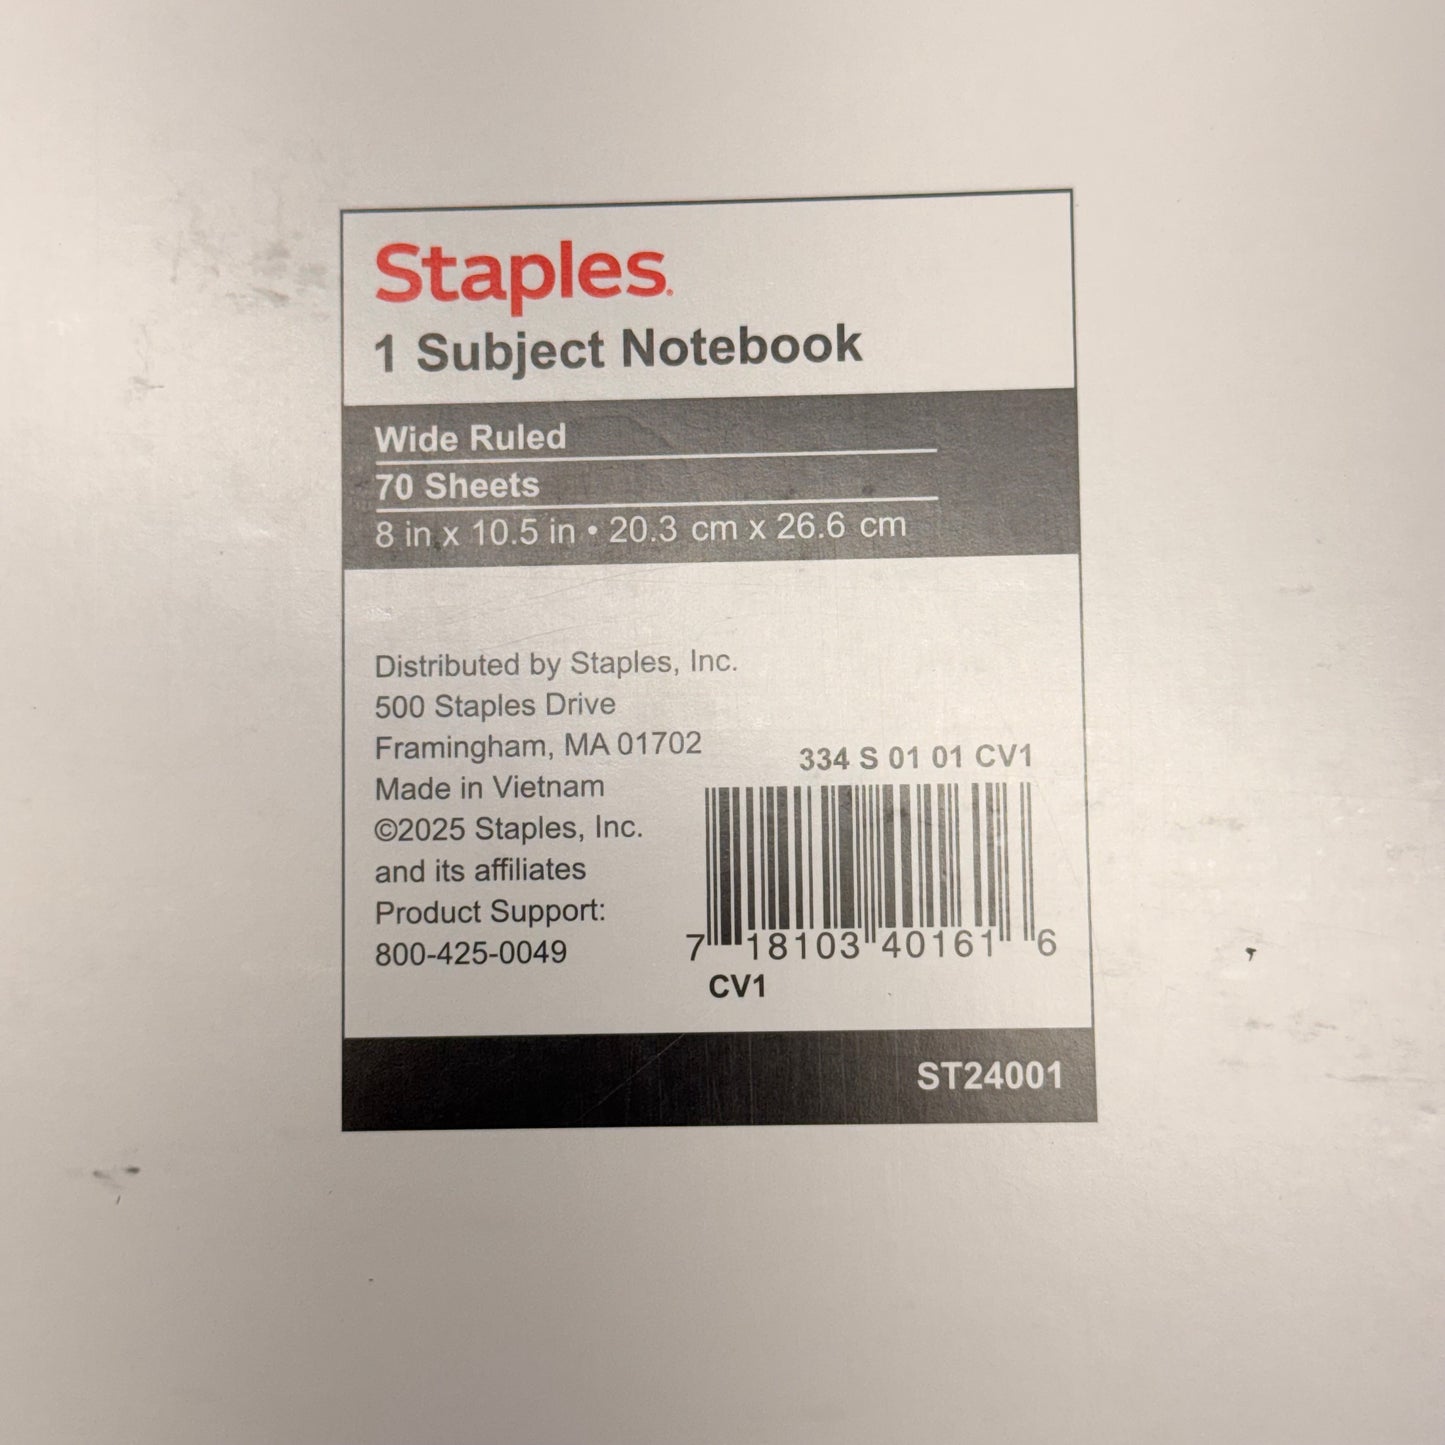 Staples.
1 Subject Notebook
Wide Ruled
70 Sheets
8 in x 10.5 in • 20.3 cm x 26.6 cm
Distributed by Staples, Inc.
500 Staples Drive
Framingham, MA 01702
Made in Vietnam
©2025 Staples, Inc.
and its affiliates
Product Support:
800-425-0049
334 S 01 01 CV1
7 18103 40161 6
CV1
ST24001